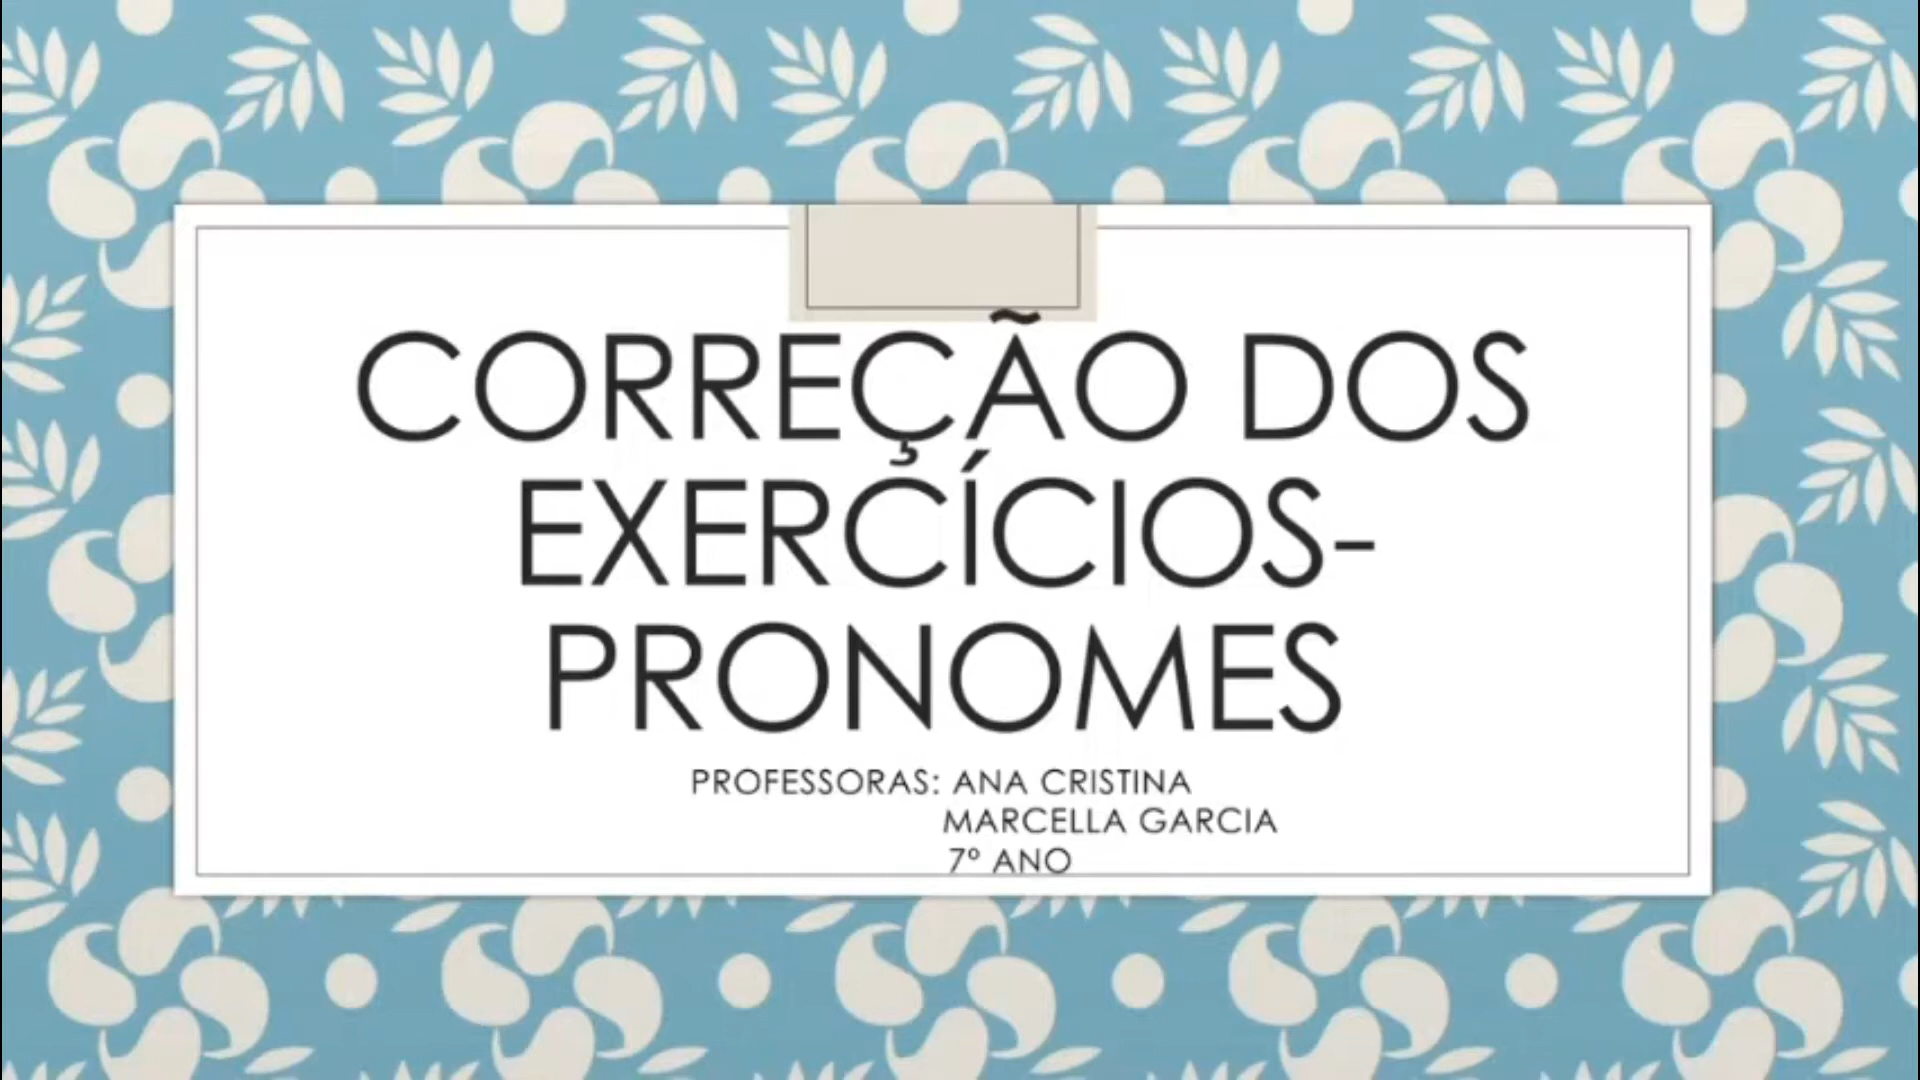 CORREÇÃO DOS
EXERCÍCIOS-
PRONOMES
PROFESSORAS: ANA CRISTINA
MARCELLA GARCIA
7º ANO